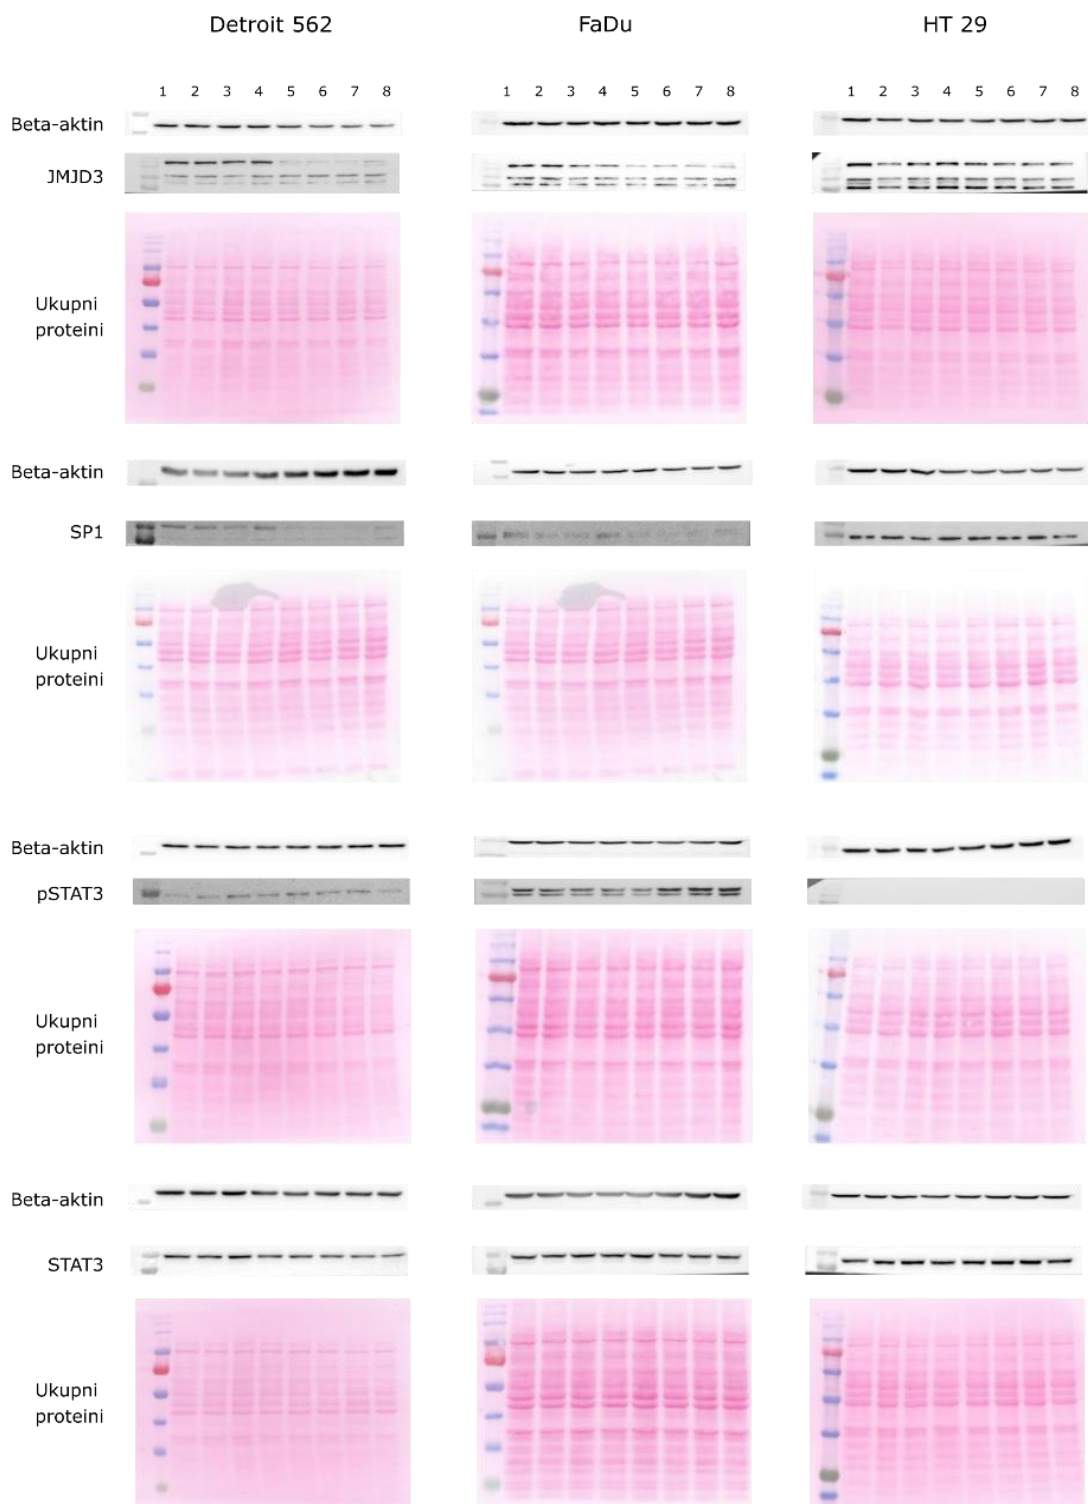 Detroit 562 FaDu HT 29
1 2 3 4 5 6 7 8 1 2 3 4 5 6 7 8 1 2 3 4 5 6 7 8
Beta-aktin
JMJD3
Ukupni
proteini
Beta-aktin
SP1
Ukupni
proteini
Beta-aktin
pSTAT3
Ukupni
proteini
Beta-aktin
STAT3
Ukupni
proteini